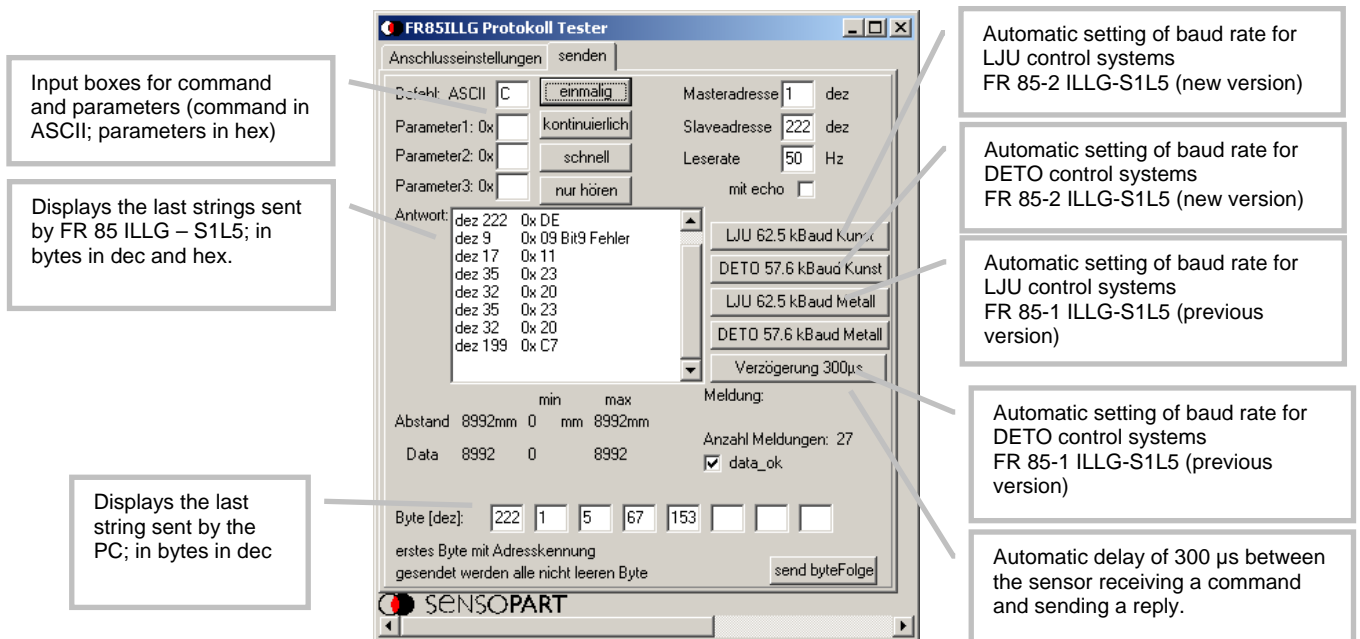 Input boxes for command
and parameters (command in
ASCII; parameters in hex)
Displays the last strings sent
by FR 85 ILLG – S1L5; in
bytes in dec and hex.
Displays the last
string sent by the
PC; in bytes in dec
FR85ILLG Protokoll Tester
Anschlusseinstellungen senden
Befehl: ASCII C einmalig Masteradresse 1 dez
Parameter1: 0x kontinuierlich Slaveadresse 222 dez
Parameter2: 0x schnell Leserate 50 Hz
Parameter3: 0x nur hören mit echo
Antwort:
dez 222 0x DE
dez 9 0x 09 Bit9 Fehler
dez 17 0x 11
dez 35 0x 23
dez 32 0x 20
dez 35 0x 23
dez 32 0x 20
dez 199 0x C7
LJU 62.5 kBaud Kunst
DETO 57.6 kBaud Kunst
LJU 62.5 kBaud Metall
DETO 57.6 kBaud Metall
Verzögerung 300µs
min max
Abstand 8992mm 0 mm 8992mm
Data 8992 0 8992
Meldung:
Anzahl Meldungen: 27
data_ok
Byte [dez]: 222 1 5 67 153
erstes Byte mit Adresskennung
gesendet werden alle nicht leeren Byte
send byteFolge
SENSOPART
Automatic setting of baud rate for
LJU control systems
FR 85-2 ILLG-S1L5 (new version)
Automatic setting of baud rate for
DETO control systems
FR 85-2 ILLG-S1L5 (new version)
Automatic setting of baud rate for
LJU control systems
FR 85-1 ILLG-S1L5 (previous
version)
Automatic setting of baud rate for
DETO control systems
FR 85-1 ILLG-S1L5 (previous
version)
Automatic delay of 300 µs between
the sensor receiving a command
and sending a reply.